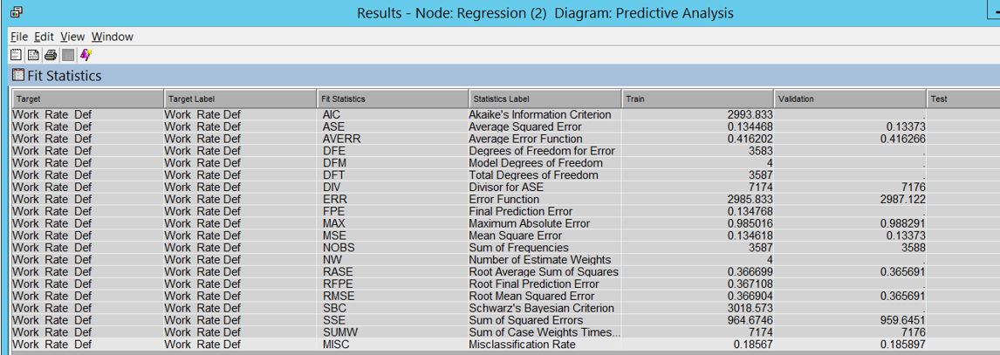 Results - Node: Regression (2) Diagram: Predictive Analysis
File Edit View Window
Fit Statistics
Target Target Label Fit Statistics Statistics Label Train Validation Test
Work Rate Def Work Rate Def AIC Akaike's Information Criterion 2993.833 .
Work Rate Def Work Rate Def ASE Average Squared Error 0.134468 0.13373
Work Rate Def Work Rate Def AVERR Average Error Function 0.416202 0.416266
Work Rate Def Work Rate Def DFE Degrees of Freedom for Error 3583 .
Work Rate Def Work Rate Def DFM Model Degrees of Freedom 4 .
Work Rate Def Work Rate Def DFT Total Degrees of Freedom 3587 .
Work Rate Def Work Rate Def DIV Divisor for ASE 7174 7176
Work Rate Def Work Rate Def ERR Error Function 2985.833 2987.122
Work Rate Def Work Rate Def FPE Final Prediction Error 0.134768 .
Work Rate Def Work Rate Def MAX Maximum Absolute Error 0.985016 0.988291
Work Rate Def Work Rate Def MSE Mean Square Error 0.134618 0.13373
Work Rate Def Work Rate Def NOBS Sum of Frequencies 3587 3588
Work Rate Def Work Rate Def NW Number of Estimate Weights 4 .
Work Rate Def Work Rate Def RASE Root Average Sum of Squares 0.366699 0.365691
Work Rate Def Work Rate Def RFPE Root Final Prediction Error 0.367108 .
Work Rate Def Work Rate Def RMSE Root Mean Squared Error 0.366904 0.365691
Work Rate Def Work Rate Def SBC Schwarz's Bayesian Criterion 3018.573 .
Work Rate Def Work Rate Def SSE Sum of Squared Errors 964.6746 959.6451
Work Rate Def Work Rate Def SUMW Sum of Case Weights Times... 7174 7176
Work Rate Def Work Rate Def MISC Misclassification Rate 0.18567 0.185897